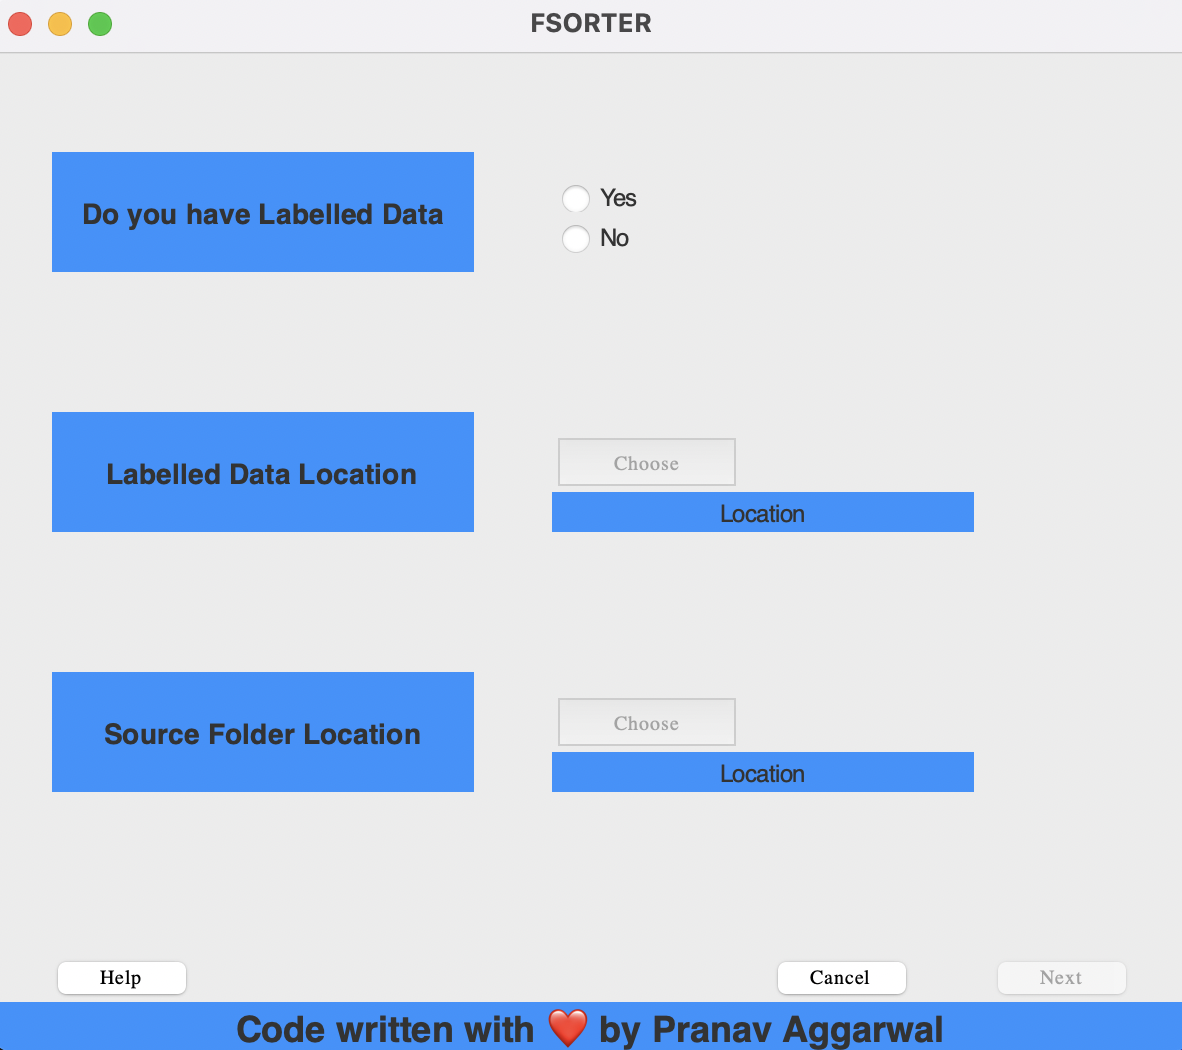 FSORTER
Do you have Labelled Data
Yes
No
Labelled Data Location
Choose
Location
Source Folder Location
Choose
Location
Help
Cancel
Next
Code written with ❤️ by Pranav Aggarwal